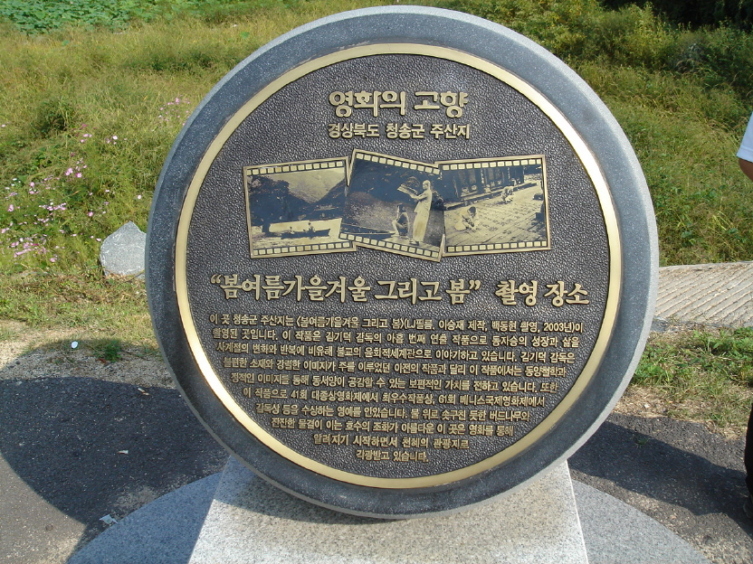 영화의 고향
경상북도 청송군 주산지
“봄여름가을겨울 그리고 봄” 촬영 장소
이 곳 청송군 주산지는 〈봄여름가을겨울 그리고 봄〉(LJ필름, 이승재 제작, 백동현 촬영, 2003년)이
촬영된 곳입니다. 이 작품은 김기덕 감독의 아홉 번째 연출 작품으로 동자승의 성장과 삶을
사계절의 변화와 반복에 비유해 불교의 윤회적세계관으로 이야기하고 있습니다. 김기덕 감독은
불편한 소재와 강렬한 이미지가 주를 이루었던 이전의 작품과 달리 이 작품에서는 동양철학과
정적인 이미지를 통해 동서양이 공감할 수 있는 보편적인 가치를 전하고 있습니다. 또한
이 작품으로 41회 대종상영화제에서 최우수작품상, 61회 베니스국제영화제에서
감독상 등을 수상하는 영예를 안았습니다. 물 위로 솟구친 듯한 버드나무와
잔잔한 물결이 이는 호수의 조화가 아름다운 이 곳은 영화를 통해
알려지기 시작하면서 천혜의 관광지로
각광받고 있습니다.